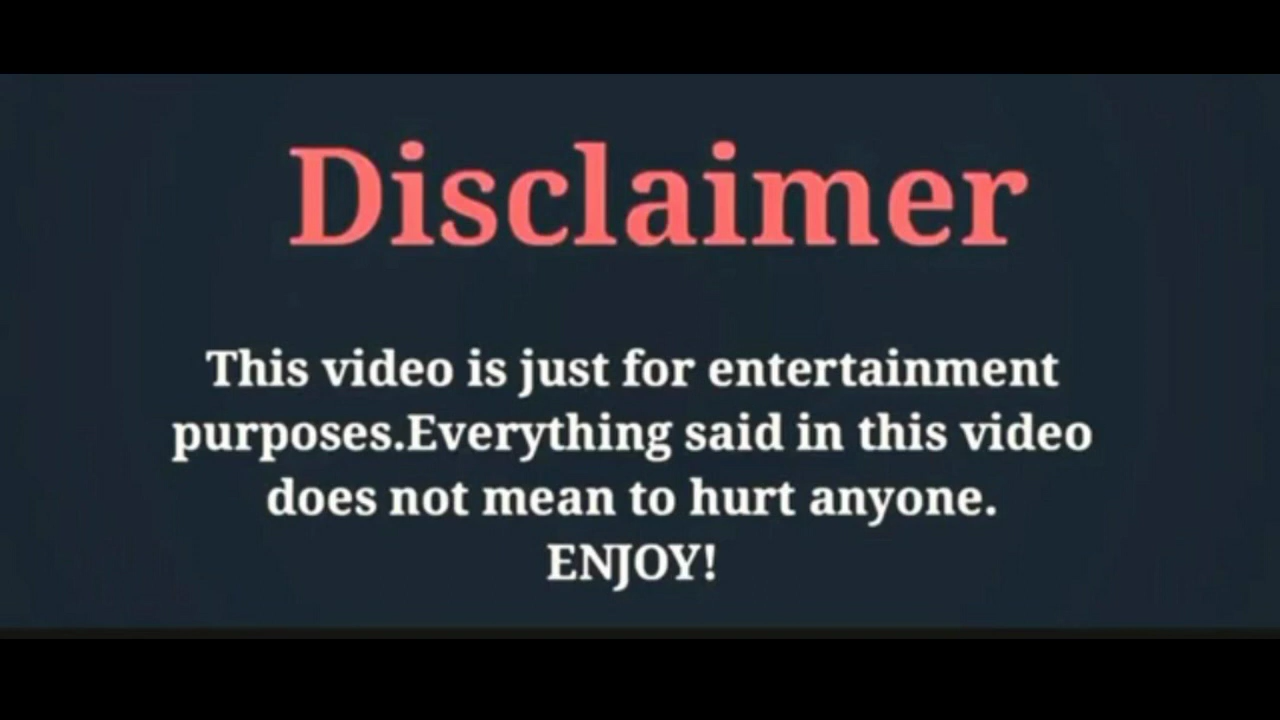 Disclaimer
This video is just for entertainment
purposes.Everything said in this video
does not mean to hurt anyone.
ENJOY!